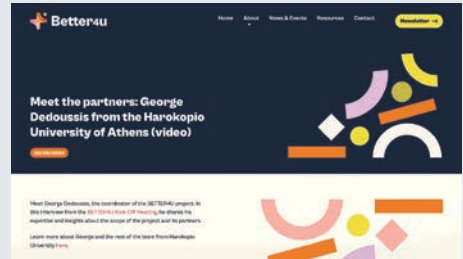 Better4u
Home About News & Events Resources Contact Newsletter →
Meet the partners: George
Dedoussis from the Harokopio
University of Athens (video)
Meet George Dedoussis, the coordinator of the BETTER4U project. In
this interview from the BETTER4U Kick-Off Meeting, he shares his
expertise and insights about the scope of the project and its partners.
Learn more about George and the rest of the team from Harokopio
University here.